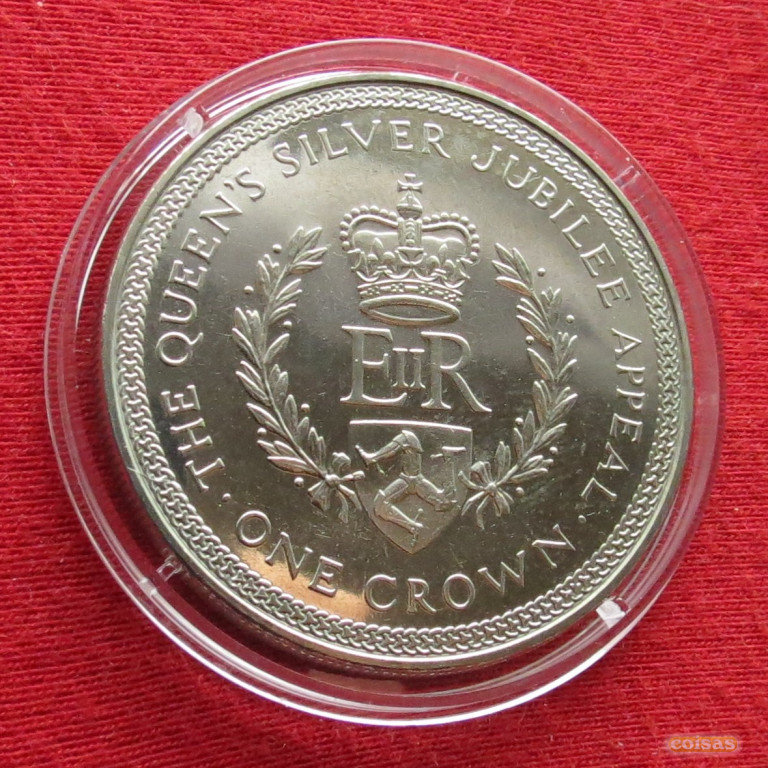 THE QUEEN'S SILVER JUBILEE APPEAL
EIIR
· ONE CROWN ·
coisas